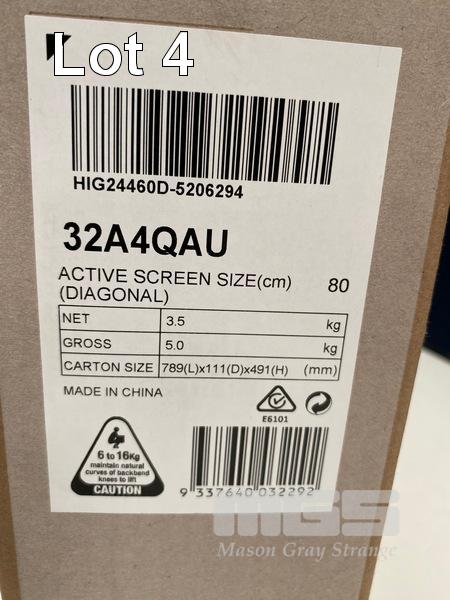 Lot 4
HIG24460D-5206294
32A4QAU
ACTIVE SCREEN SIZE(cm) 80
(DIAGONAL)
NET 3.5 kg
GROSS 5.0 kg
CARTON SIZE 789(L)x111(D)x491(H) (mm)
MADE IN CHINA
E6101
6 to 16Kg
maintain natural
curves of backbend
knees to lift
CAUTION
9 337640 032292
MGS
Mason Gray Strange